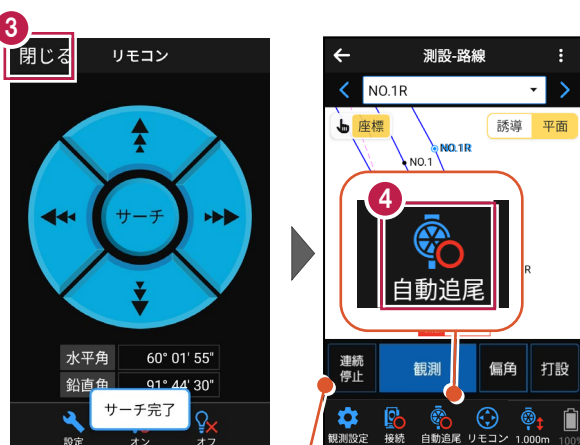 3
閉じる
リモコン
サーチ
水平角
60° 01' 55"
鉛直角
91° 44' 30"
サーチ完了
設定
オン
オフ
測設-路線
NO.1R
座標
誘導
平面
NO.1R
NO.1
4
R
自動追尾
連続
停止
観測
偏角
打設
観測設定
接続
自動追尾
リモコン
1.000m
100%